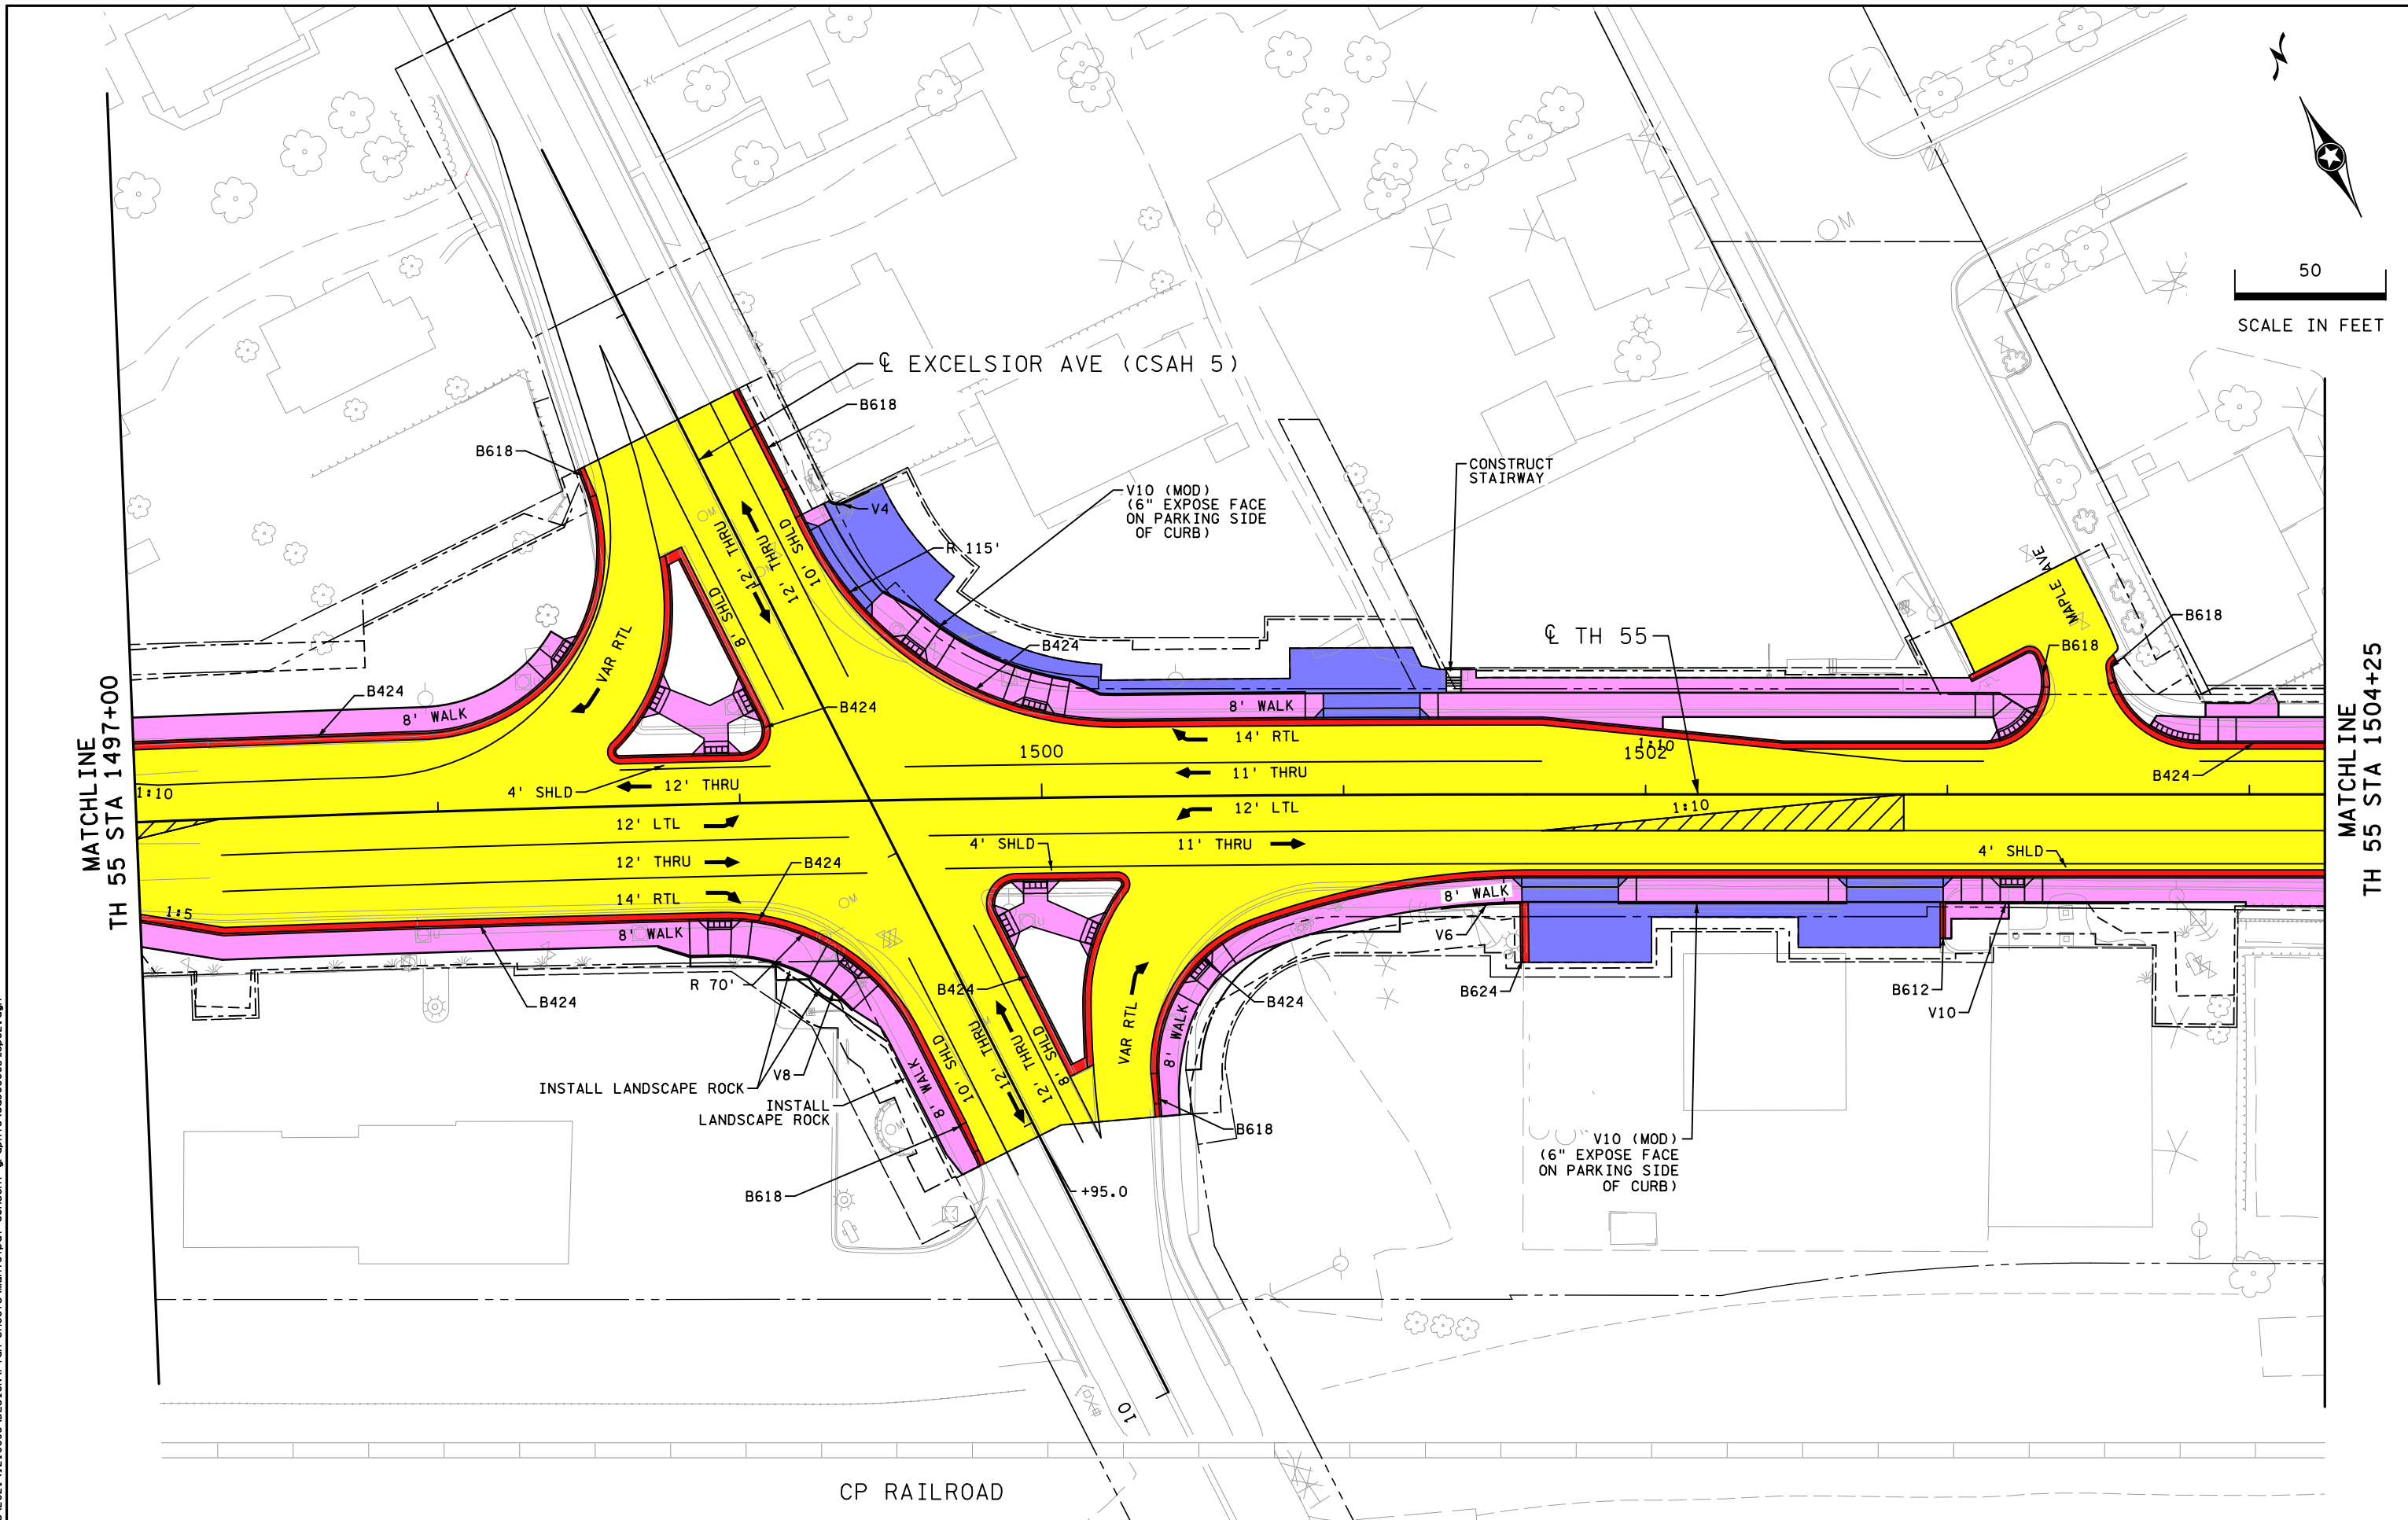 50
SCALE IN FEET
℄ EXCELSIOR AVE (CSAH 5)
B618
B618
V4
V10 (MOD)
(6" EXPOSE FACE
ON PARKING SIDE
OF CURB)
CONSTRUCT
STAIRWAY
R 115'
12' THRU
12' THRU
10' SHLD
8' SHLD
VAR RTL
B424
8' WALK
B424
B424
8' WALK
℄ TH 55
MAPLE AVE
MAPLE AVE
B618
B618
B424
MATCHLINE
TH 55 STA 1497+00
MATCHLINE
TH 55 STA 1504+25
1500
14' RTL
1:10
1502
11' THRU
4' SHLD
12' THRU
1:10
12' LTL
12' LTL
1:10
12' THRU
B424
4' SHLD
11' THRU
4' SHLD
14' RTL
1:5
8' WALK
8' WALK
V6
R 70'
B424
B424
B424
B624
B612
V10
8' WALK
VAR RTL
INSTALL LANDSCAPE ROCK
V8
INSTALL
LANDSCAPE ROCK
8' WALK
10' SHLD
12' THRU
12' THRU
8' SHLD
B618
B618
+95.0
V10 (MOD)
(6" EXPOSE FACE
ON PARKING SIDE
OF CURB)
10
CP RAILROAD
M
M
M
M
M
U
U
U